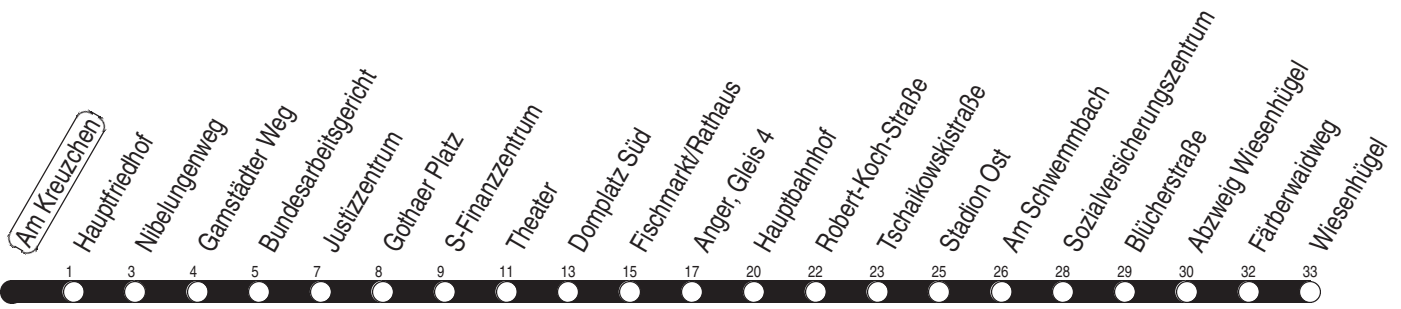 Am Kreuzchen
Hauptfriedhof
Nibelungenweg
Gamstädter Weg
Bundesarbeitsgericht
Justizzentrum
Gothaer Platz
S-Finanzzentrum
Theater
Domplatz Süd
Fischmarkt/Rathaus
Anger, Gleis 4
Hauptbahnhof
Robert-Koch-Straße
Tschaikowskistraße
Stadion Ost
Am Schwemmbach
Sozialversicherungszentrum
Blücherstraße
Abzweig Wiesenhügel
Färberwaidweg
Wiesenhügel
1 3 4 5 7 8 9 11 13 15 17 20 22 23 25 26 28 29 30 32 33